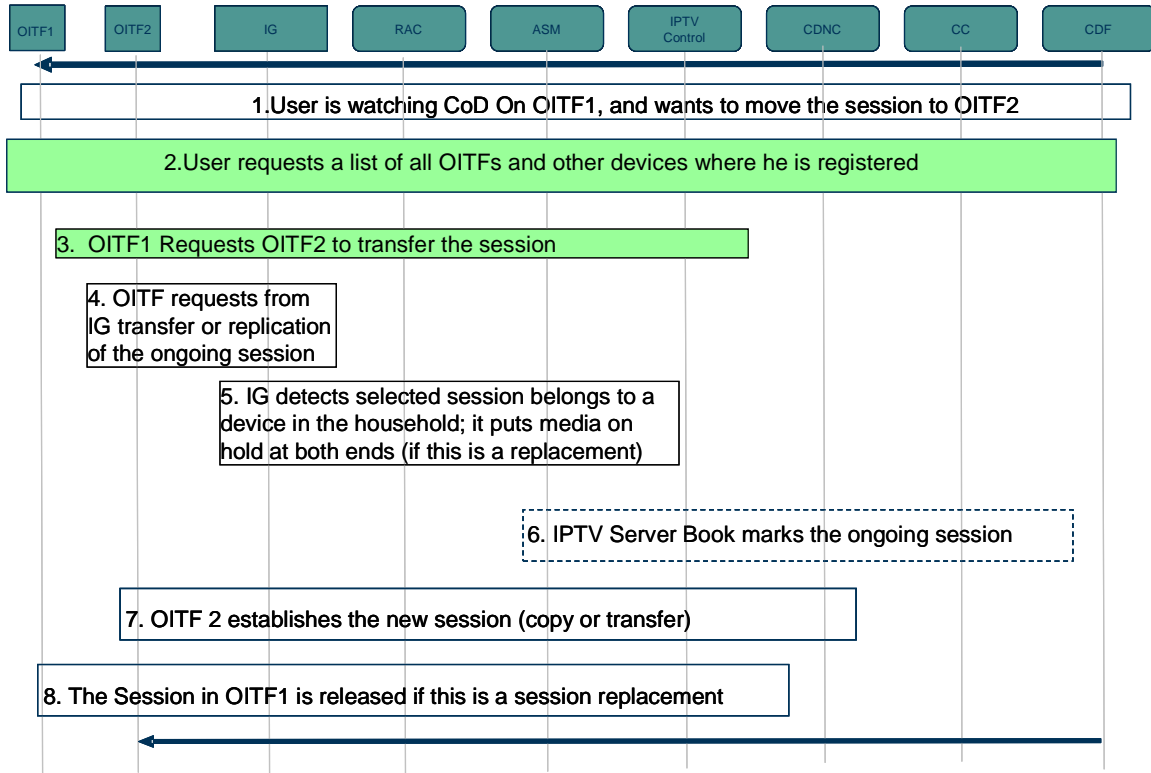 OITF1
OITF2
IG
RAC
ASM
IPTV
Control
CDNC
CC
CDF
1.User is watching CoD On OITF1, and wants to move the session to OITF2
2.User requests a list of all OITFs and other devices where he is registered
3. OITF1 Requests OITF2 to transfer the session
4. OITF requests from
IG transfer or replication
of the ongoing session
5. IG detects selected session belongs to a
device in the household; it puts media on
hold at both ends (if this is a replacement)
6. IPTV Server Book marks the ongoing session
7. OITF 2 establishes the new session (copy or transfer)
8. The Session in OITF1 is released if this is a session replacement